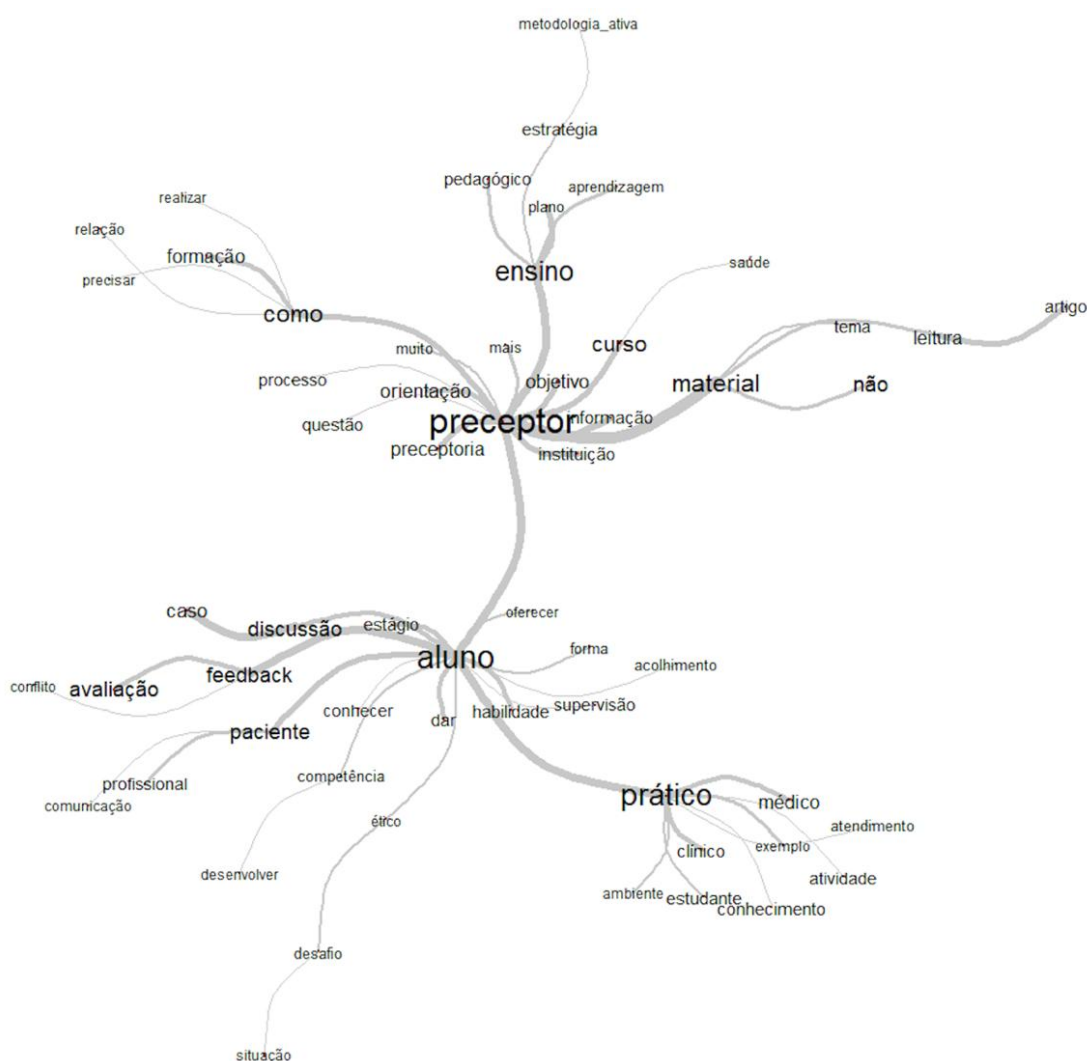 metodologia_ativa
estratégia
pedagógico
aprendizagem
plano
realizar
relação
formação
precisar
ensino
saúde
como
artigo
tema
leitura
curso
muito
mais
processo
objetivo
material
não
orientação
questão
preceptor
informação
preceptoria
instituição
caso
oferecer
discussão
estágio
aluno
forma
acolhimento
feedback
conflito
avaliação
conhecer
habilidade
supervisão
dar
paciente
competência
profissional
comunicação
prático
médico
ético
atendimento
clínico
exemplo
desenvolver
atividade
ambiente
estudante
conhecimento
desafio
situação